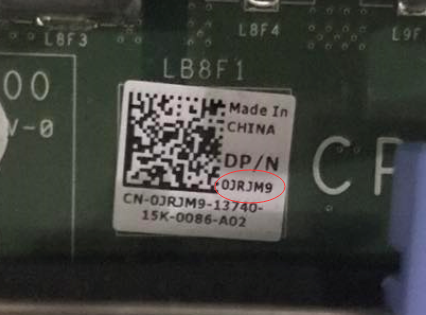 L8F3
L8F4
L9F
LB8F1
00
V-0
Made In
CHINA
DP/N
0JRJM9
CN-0JRJM9-13740-
15K-0086-A02
CP